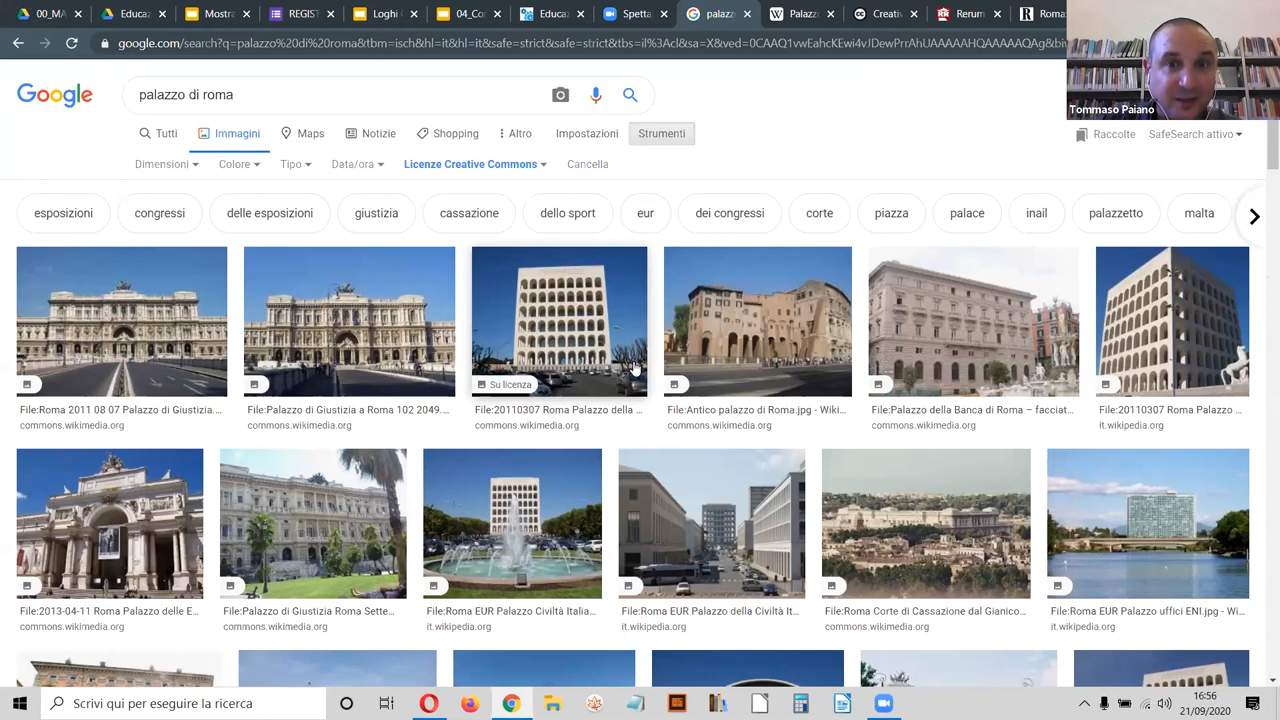 00_MA
Educaz
Mostra
REGIST
Loghi c
04_Con
Educaz
Spetta
palazz
Palazz
Creativ
Rerum
Roma:
google.com/search?q=palazzo%20di%20roma&tbm=isch&hl=it&hl=it&safe=strict&safe=strict&tbs=il%3Acl&sa=X&ved=0CAAQ1vwEahcKEwi4vJDewPrrAhUAAAAAHQAAAAAQAg&bi
Tommaso Paiano
Google
palazzo di roma
Tutti
Immagini
Maps
Notizie
Shopping
Altro
Impostazioni
Strumenti
Raccolte
SafeSearch attivo
Dimensioni
Colore
Tipo
Data/ora
Licenze Creative Commons
Cancella
esposizioni
congressi
delle esposizioni
giustizia
cassazione
dello sport
eur
dei congressi
corte
piazza
palace
inail
palazzetto
malta
Su licenza
File:Roma 2011 08 07 Palazzo di Giustizia....
commons.wikimedia.org
File:Palazzo di Giustizia a Roma 102 2049....
commons.wikimedia.org
File:20110307 Roma Palazzo della ...
commons.wikimedia.org
File:Antico palazzo di Roma.jpg - Wiki...
commons.wikimedia.org
File:Palazzo della Banca di Roma – facciat...
commons.wikimedia.org
File:20110307 Roma Palazzo ...
it.wikipedia.org
File:2013-04-11 Roma Palazzo delle E...
commons.wikimedia.org
File:Palazzo di Giustizia Roma Sette...
commons.wikimedia.org
File:Roma EUR Palazzo Civiltà Italia...
it.wikipedia.org
File:Roma EUR Palazzo della Civiltà It...
it.wikipedia.org
File:Roma Corte di Cassazione dal Gianico...
commons.wikimedia.org
File:Roma EUR Palazzo uffici ENI.jpg - Wi...
it.wikipedia.org
Scrivi qui per eseguire la ricerca
16:56
21/09/2020